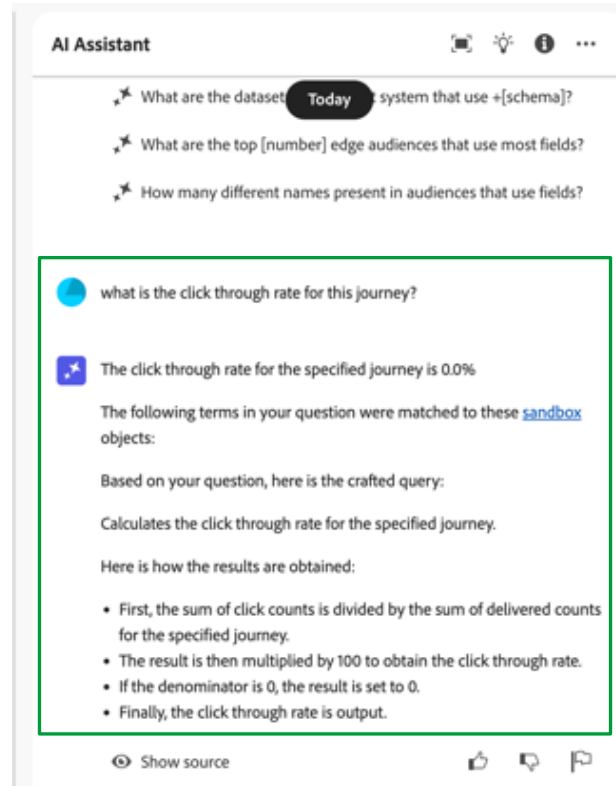 AI Assistant
What are the dataset Today system that use +[schema]?
What are the top [number] edge audiences that use most fields?
How many different names present in audiences that use fields?
what is the click through rate for this journey?
The click through rate for the specified journey is 0.0%
The following terms in your question were matched to these sandbox
objects:
Based on your question, here is the crafted query:
Calculates the click through rate for the specified journey.
Here is how the results are obtained:
• First, the sum of click counts is divided by the sum of delivered counts
for the specified journey.
• The result is then multiplied by 100 to obtain the click through rate.
• If the denominator is 0, the result is set to 0.
• Finally, the click through rate is output.
Show source